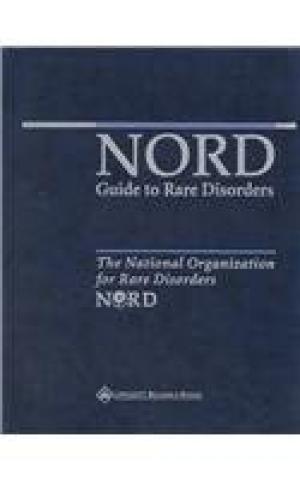 NORD
Guide to Rare Disorders
The National Organization
for Rare Disorders
NORD